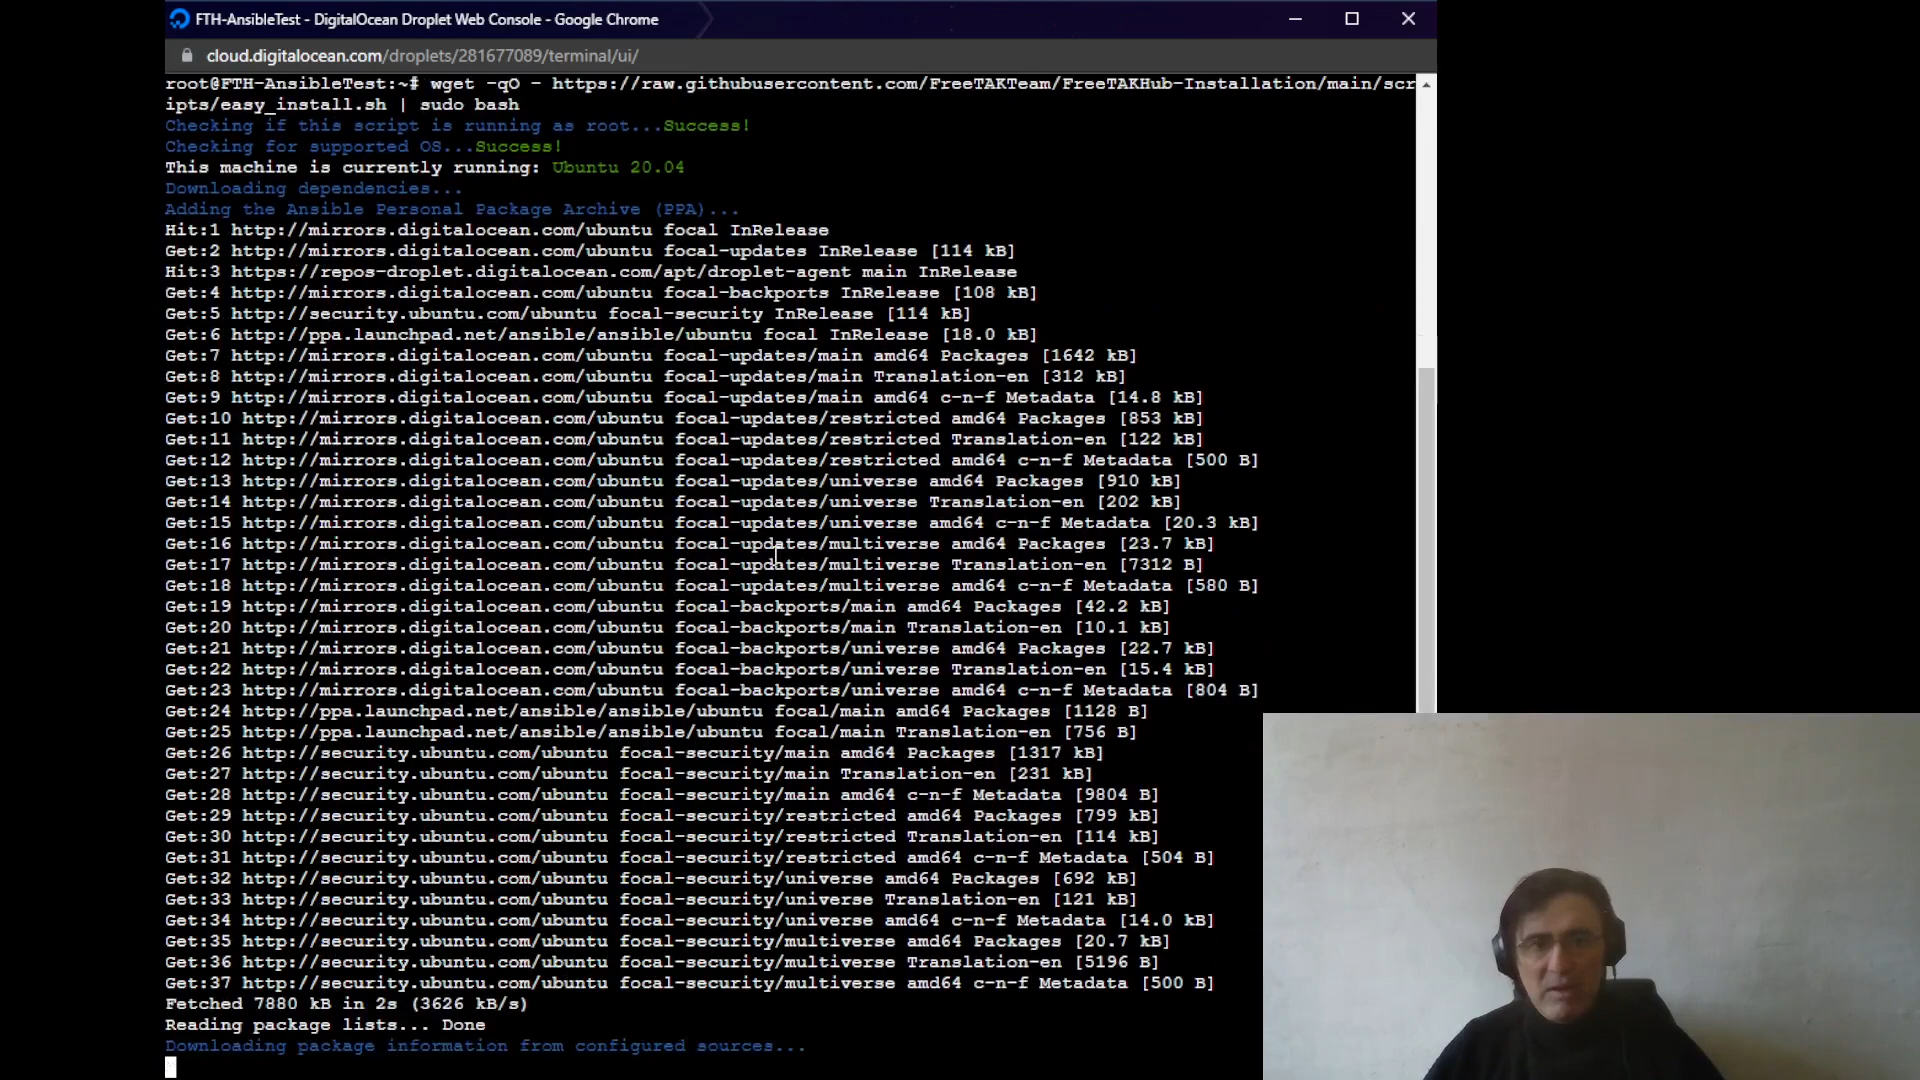 FTH-AnsibleTest - DigitalOcean Droplet Web Console - Google Chrome
cloud.digitalocean.com/droplets/281677089/terminal/ui/
root@FTH-AnsibleTest:~# wget -qO - https://raw.githubusercontent.com/FreeTAKTeam/FreeTAKHub-Installation/main/scr
ipts/easy_install.sh | sudo bash
Checking if this script is running as root...Success!
Checking for supported OS...Success!
This machine is currently running: Ubuntu 20.04
Downloading dependencies...
Adding the Ansible Personal Package Archive (PPA)...
Hit:1 http://mirrors.digitalocean.com/ubuntu focal InRelease
Get:2 http://mirrors.digitalocean.com/ubuntu focal-updates InRelease [114 kB]
Hit:3 https://repos-droplet.digitalocean.com/apt/droplet-agent main InRelease
Get:4 http://mirrors.digitalocean.com/ubuntu focal-backports InRelease [108 kB]
Get:5 http://security.ubuntu.com/ubuntu focal-security InRelease [114 kB]
Get:6 http://ppa.launchpad.net/ansible/ansible/ubuntu focal InRelease [18.0 kB]
Get:7 http://mirrors.digitalocean.com/ubuntu focal-updates/main amd64 Packages [1642 kB]
Get:8 http://mirrors.digitalocean.com/ubuntu focal-updates/main Translation-en [312 kB]
Get:9 http://mirrors.digitalocean.com/ubuntu focal-updates/main amd64 c-n-f Metadata [14.8 kB]
Get:10 http://mirrors.digitalocean.com/ubuntu focal-updates/restricted amd64 Packages [853 kB]
Get:11 http://mirrors.digitalocean.com/ubuntu focal-updates/restricted Translation-en [122 kB]
Get:12 http://mirrors.digitalocean.com/ubuntu focal-updates/restricted amd64 c-n-f Metadata [500 B]
Get:13 http://mirrors.digitalocean.com/ubuntu focal-updates/universe amd64 Packages [910 kB]
Get:14 http://mirrors.digitalocean.com/ubuntu focal-updates/universe Translation-en [202 kB]
Get:15 http://mirrors.digitalocean.com/ubuntu focal-updates/universe amd64 c-n-f Metadata [20.3 kB]
Get:16 http://mirrors.digitalocean.com/ubuntu focal-updates/multiverse amd64 Packages [23.7 kB]
Get:17 http://mirrors.digitalocean.com/ubuntu focal-updates/multiverse Translation-en [7312 B]
Get:18 http://mirrors.digitalocean.com/ubuntu focal-updates/multiverse amd64 c-n-f Metadata [580 B]
Get:19 http://mirrors.digitalocean.com/ubuntu focal-backports/main amd64 Packages [42.2 kB]
Get:20 http://mirrors.digitalocean.com/ubuntu focal-backports/main Translation-en [10.1 kB]
Get:21 http://mirrors.digitalocean.com/ubuntu focal-backports/universe amd64 Packages [22.7 kB]
Get:22 http://mirrors.digitalocean.com/ubuntu focal-backports/universe Translation-en [15.4 kB]
Get:23 http://mirrors.digitalocean.com/ubuntu focal-backports/universe amd64 c-n-f Metadata [804 B]
Get:24 http://ppa.launchpad.net/ansible/ansible/ubuntu focal/main amd64 Packages [1128 B]
Get:25 http://ppa.launchpad.net/ansible/ansible/ubuntu focal/main Translation-en [756 B]
Get:26 http://security.ubuntu.com/ubuntu focal-security/main amd64 Packages [1317 kB]
Get:27 http://security.ubuntu.com/ubuntu focal-security/main Translation-en [231 kB]
Get:28 http://security.ubuntu.com/ubuntu focal-security/main amd64 c-n-f Metadata [9804 B]
Get:29 http://security.ubuntu.com/ubuntu focal-security/restricted amd64 Packages [799 kB]
Get:30 http://security.ubuntu.com/ubuntu focal-security/restricted Translation-en [114 kB]
Get:31 http://security.ubuntu.com/ubuntu focal-security/restricted amd64 c-n-f Metadata [504 B]
Get:32 http://security.ubuntu.com/ubuntu focal-security/universe amd64 Packages [692 kB]
Get:33 http://security.ubuntu.com/ubuntu focal-security/universe Translation-en [121 kB]
Get:34 http://security.ubuntu.com/ubuntu focal-security/universe amd64 c-n-f Metadata [14.0 kB]
Get:35 http://security.ubuntu.com/ubuntu focal-security/multiverse amd64 Packages [20.7 kB]
Get:36 http://security.ubuntu.com/ubuntu focal-security/multiverse Translation-en [5196 B]
Get:37 http://security.ubuntu.com/ubuntu focal-security/multiverse amd64 c-n-f Metadata [500 B]
Fetched 7880 kB in 2s (3626 kB/s)
Reading package lists... Done
Downloading package information from configured sources...